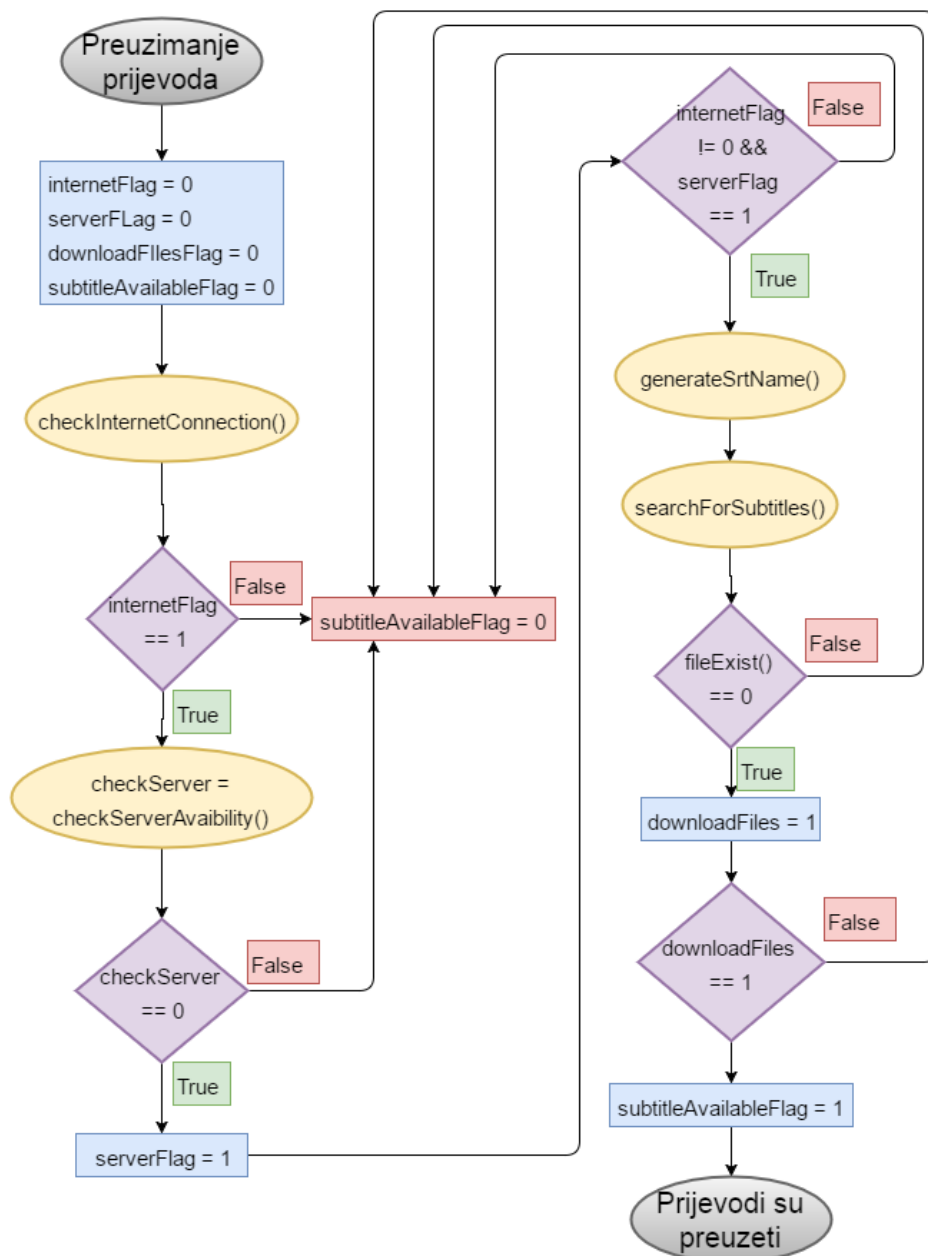 Preuzimanje
prijevoda
internetFlag = 0
serverFLag = 0
downloadFIlesFlag = 0
subtitleAvailableFlag = 0
checkInternetConnection()
internetFlag
== 1
False
subtitleAvailableFlag = 0
True
checkServer =
checkServerAvaibility()
checkServer
== 0
False
True
serverFlag = 1
internetFlag
!= 0 &&
serverFlag
== 1
False
True
generateSrtName()
searchForSubtitles()
fileExist()
== 0
False
True
downloadFiles = 1
downloadFiles
== 1
False
subtitleAvailableFlag = 1
Prijevodi su
preuzeti